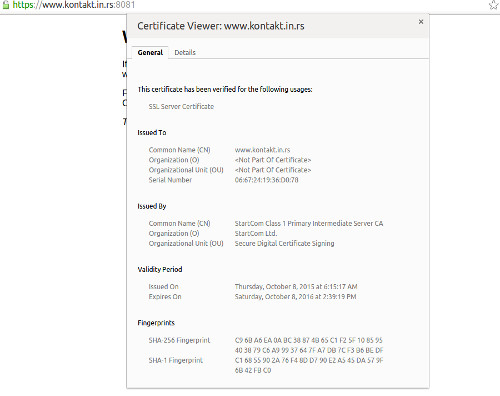 https://www.kontakt.in.rs:8081
Certificate Viewer: www.kontakt.in.rs
×
General Details
This certificate has been verified for the following usages:
SSL Server Certificate
Issued To
Common Name (CN) www.kontakt.in.rs
Organization (O) <Not Part Of Certificate>
Organizational Unit (OU) <Not Part Of Certificate>
Serial Number 06:67:24:19:36:D0:78
Issued By
Common Name (CN) StartCom Class 1 Primary Intermediate Server CA
Organization (O) StartCom Ltd.
Organizational Unit (OU) Secure Digital Certificate Signing
Validity Period
Issued On Thursday, October 8, 2015 at 6:15:17 AM
Expires On Saturday, October 8, 2016 at 2:39:19 PM
Fingerprints
SHA-256 Fingerprint C9 6B A6 EA 0A BC 38 87 4B 65 C1 F2 5F 10 85 95
40 38 79 C6 A9 99 37 64 7F A7 DB 7C F3 B6 BE DF
SHA-1 Fingerprint C1 68 55 90 2A 76 F4 8D D7 90 E2 A5 45 DA 57 9F
6B 42 FB C0